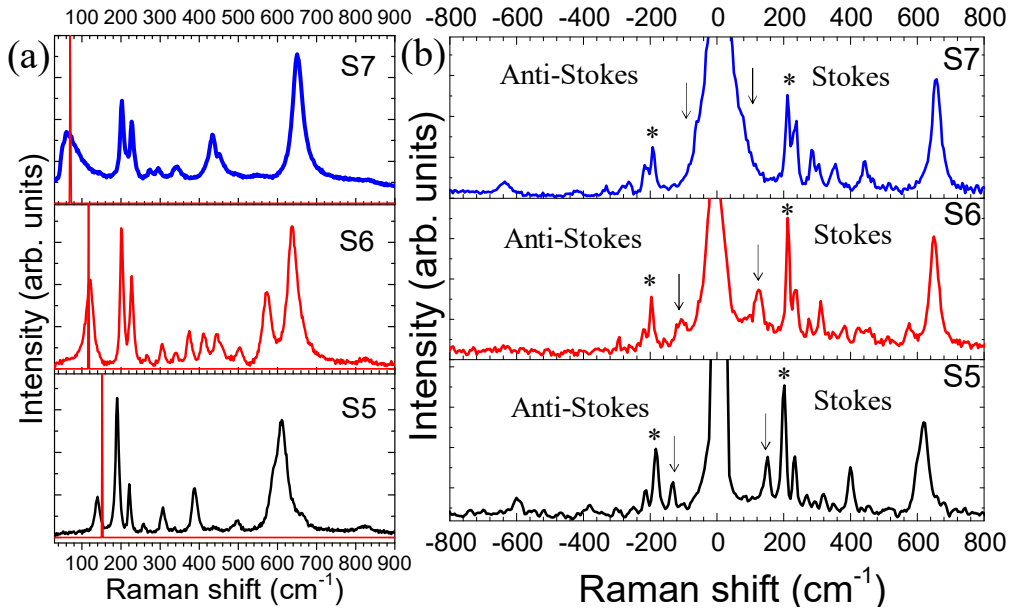 0 100 200 300 400 500 600 700 800 900
(a)
S7
S6
S5
Intensity (arb. units)
0 100 200 300 400 500 600 700 800 900
Raman shift (cm⁻¹)
-800 -600 -400 -200 0 200 400 600 800
(b)
S7
Anti-Stokes
*
*
Stokes
S6
Anti-Stokes
*
*
Stokes
S5
Anti-Stokes
*
*
Stokes
Intensity (arb. units)
-800 -600 -400 -200 0 200 400 600 800
Raman shift (cm⁻¹)